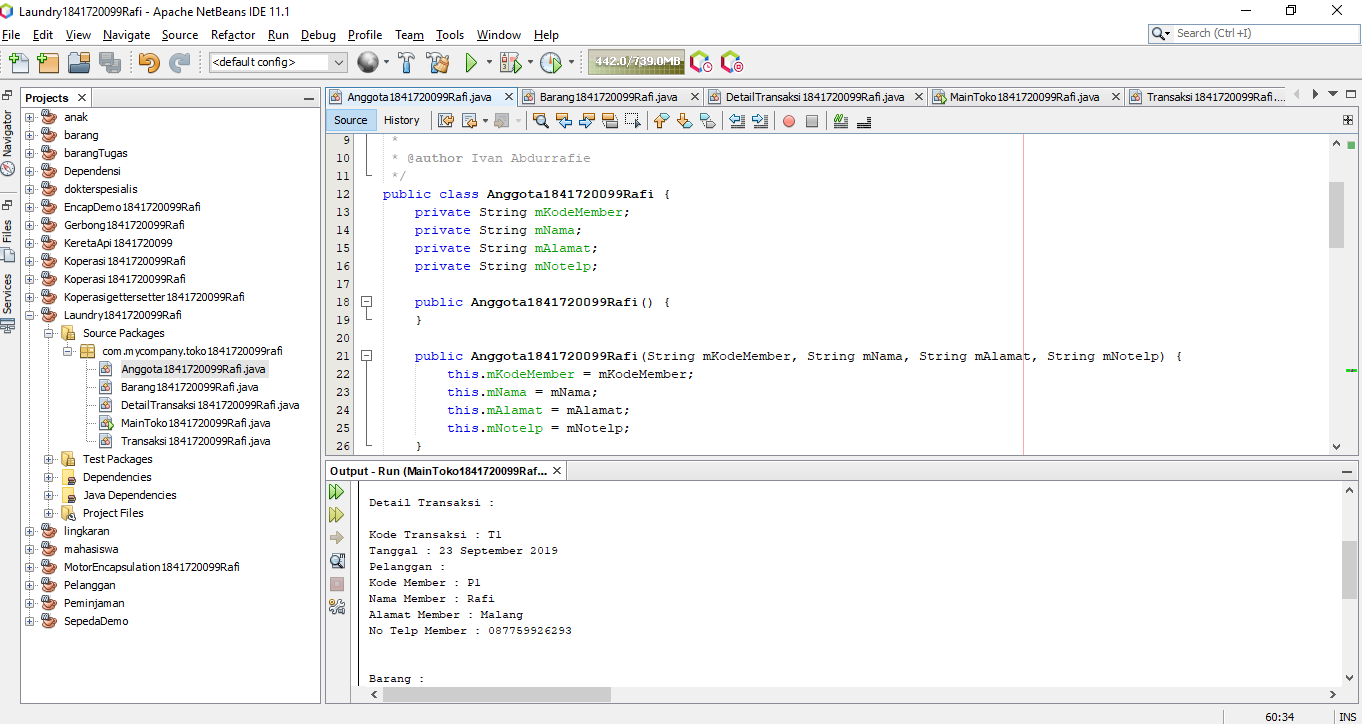 Laundry1841720099Rafi - Apache NetBeans IDE 11.1
File Edit View Navigate Source Refactor Run Debug Profile Team Tools Window Help
Search (Ctrl+I)
<default config>
442.0/739.0MB
Projects
Navigator
Files
Services
anak
barang
barangTugas
Dependensi
dokterspesialis
EncapDemo1841720099Rafi
Gerbong1841720099Rafi
KeretaApi1841720099
Koperasi1841720099Rafi
Koperasi1841720099Rafi
Koperasigettersetter1841720099Rafi
Laundry1841720099Rafi
Source Packages
com.mycompany.toko1841720099rafi
Anggota1841720099Rafi.java
Barang1841720099Rafi.java
DetailTransaksi1841720099Rafi.java
MainToko1841720099Rafi.java
Transaksi1841720099Rafi.java
Test Packages
Dependencies
Java Dependencies
Project Files
lingkaran
mahasiswa
MotorEncapsulation1841720099Rafi
Pelanggan
Peminjaman
SepedaDemo
Anggota1841720099Rafi.java Barang1841720099Rafi.java DetailTransaksi1841720099Rafi.java MainToko1841720099Rafi.java Transaksi1841720099Rafi....
Source History
9 *
10 * @author Ivan Abdurrafie
11 */
12 public class Anggota1841720099Rafi {
13 private String mKodeMember;
14 private String mNama;
15 private String mAlamat;
16 private String mNotelp;
17
18 public Anggota1841720099Rafi() {
19 }
20
21 public Anggota1841720099Rafi(String mKodeMember, String mNama, String mAlamat, String mNotelp) {
22 this.mKodeMember = mKodeMember;
23 this.mNama = mNama;
24 this.mAlamat = mAlamat;
25 this.mNotelp = mNotelp;
26 }
Output - Run (MainToko1841720099Raf...
Detail Transaksi :
Kode Transaksi : T1
Tanggal : 23 September 2019
Pelanggan :
Kode Member : P1
Nama Member : Rafi
Alamat Member : Malang
No Telp Member : 087759926293
Barang :
60:34 INS